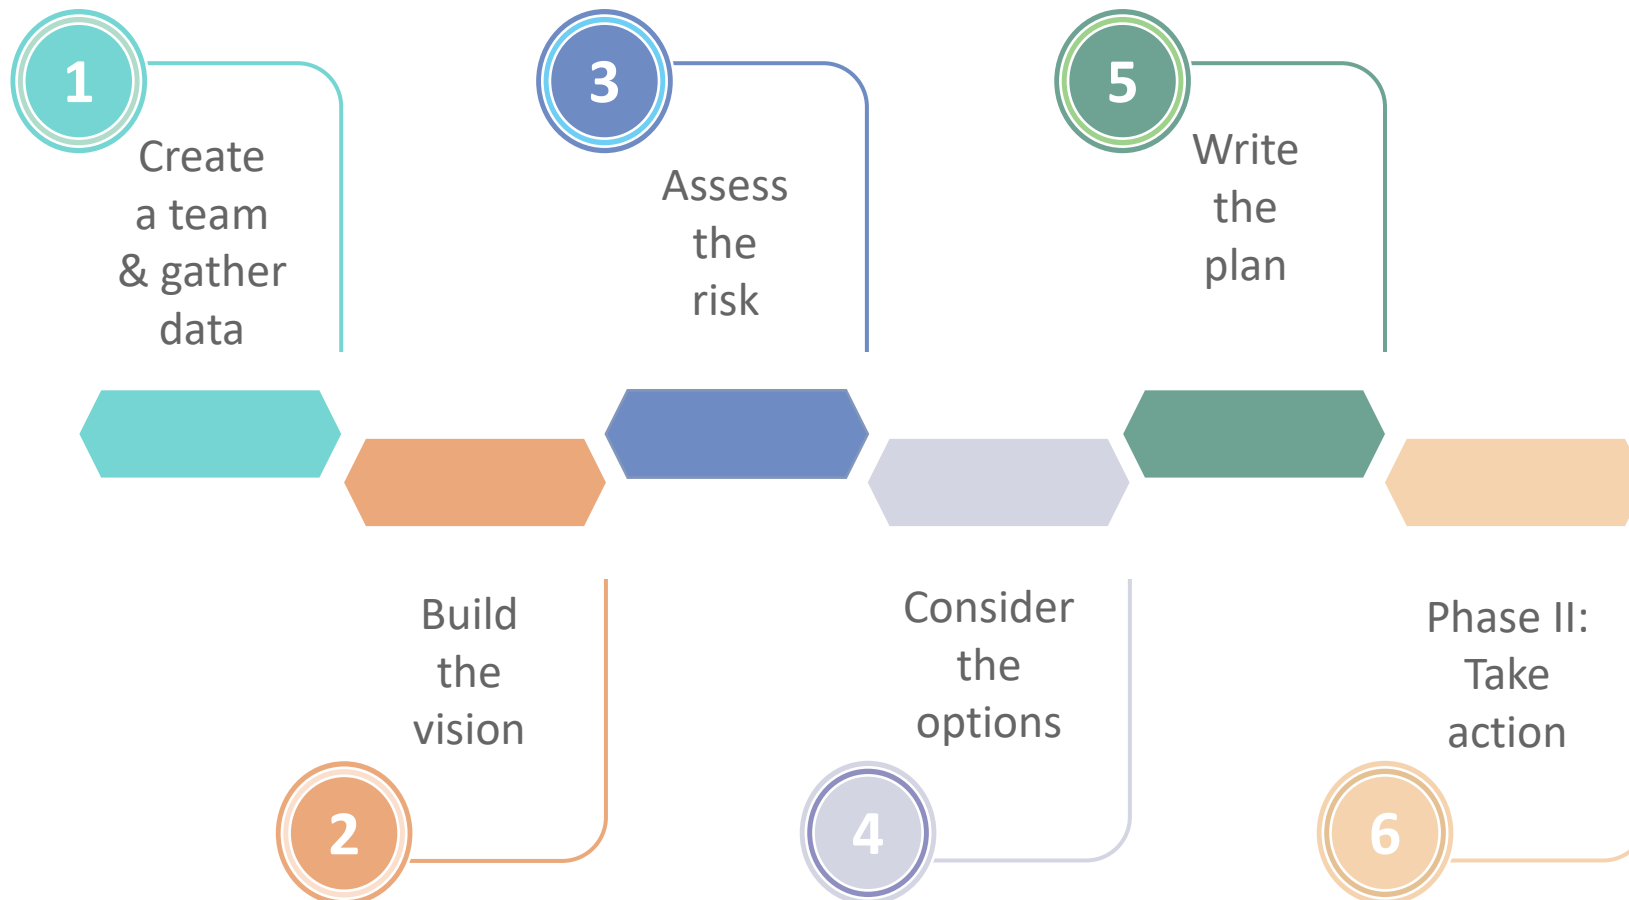 1
Create
a team
& gather
data
2
Build
the
vision
3
Assess
the
risk
4
Consider
the
options
5
Write
the
plan
6
Phase II:
Take
action